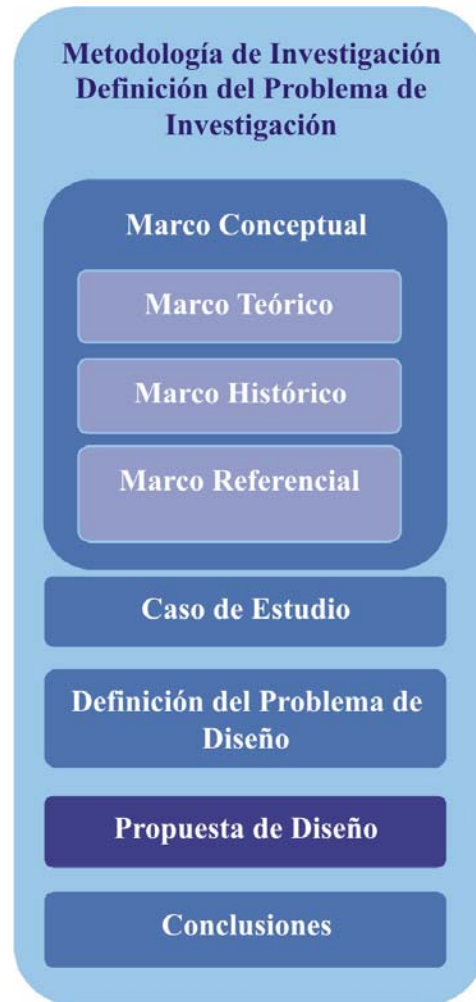 Metodología de Investigación
Definición del Problema de
Investigación
Marco Conceptual
Marco Teórico
Marco Histórico
Marco Referencial
Caso de Estudio
Definición del Problema de
Diseño
Propuesta de Diseño
Conclusiones